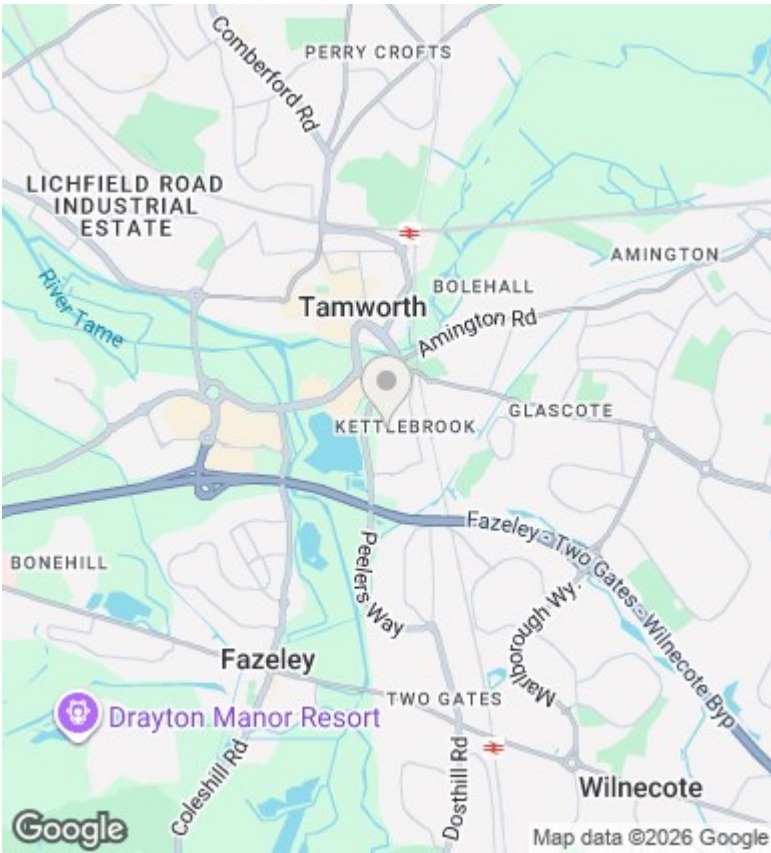 Comberford Rd
PERRY CROFTS
LICHFIELD ROAD
INDUSTRIAL
ESTATE
AMINGTON
River Tame
BOLEHALL
Tamworth
Amington Rd
GLASCOTE
KETTLEBROOK
Fazeley - Two Gates - Wilnecote Byp
BONEHILL
Peelers Way
Marlborough Wy.
Fazeley
TWO GATES
Drayton Manor Resort
Coleshill Rd
Dosthill Rd
Wilnecote
Google
Map data ©2026 Google